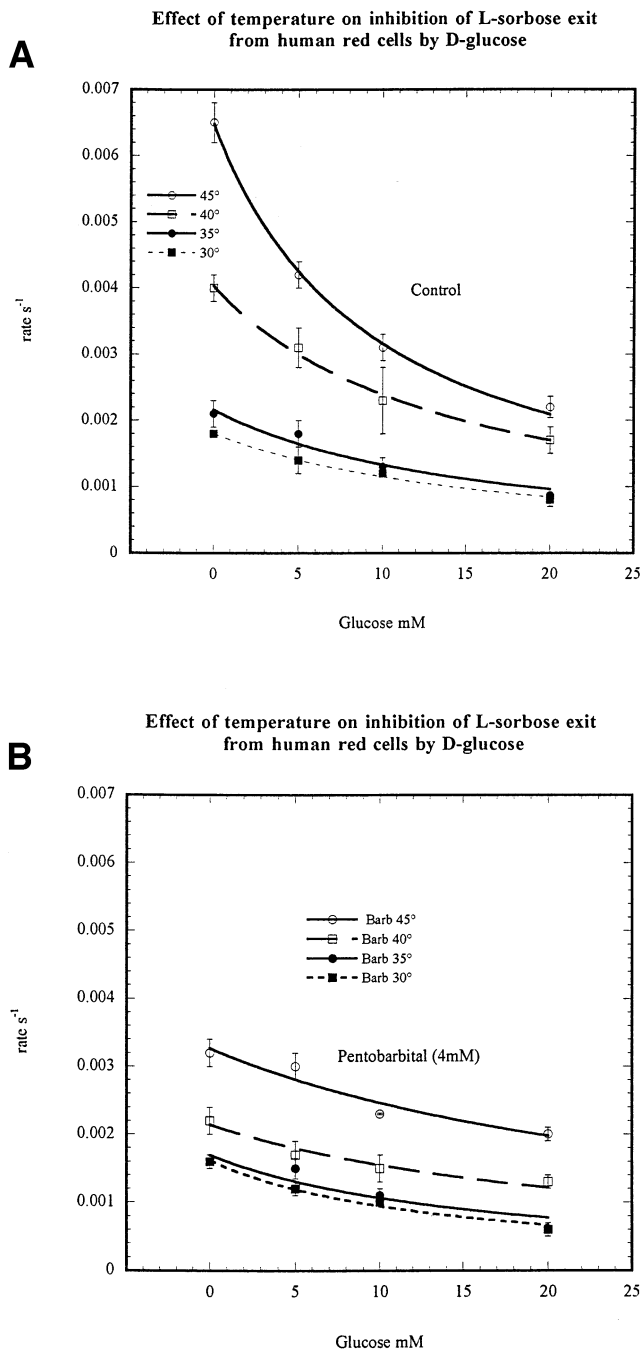 A
Effect of temperature on inhibition of L-sorbose exit
from human red cells by D-glucose
0.007
0.006
0.005
0.004
0.003
0.002
0.001
0
rate s-1
45°
40°
35°
30°
Control
0 5 10 15 20 25
Glucose mM
B
Effect of temperature on inhibition of L-sorbose exit
from human red cells by D-glucose
0.007
0.006
0.005
0.004
0.003
0.002
0.001
0
rate s-1
Barb 45°
Barb 40°
Barb 35°
Barb 30°
Pentobarbital (4mM)
0 5 10 15 20 25
Glucose mM